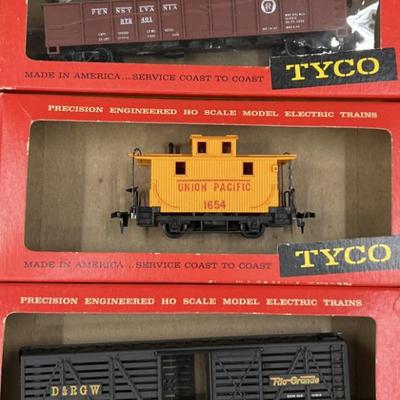 PENNSYLVANIA
MADE IN AMERICA...SERVICE COAST TO COAST
TYCO
PRECISION ENGINEERED HO SCALE MODEL ELECTRIC TRAINS
UNION PACIFIC
1654
MADE IN AMERICA...SERVICE COAST TO COAST
TYCO
PRECISION ENGINEERED HO SCALE MODEL ELECTRIC TRAINS
D&RGW
Rio Grande